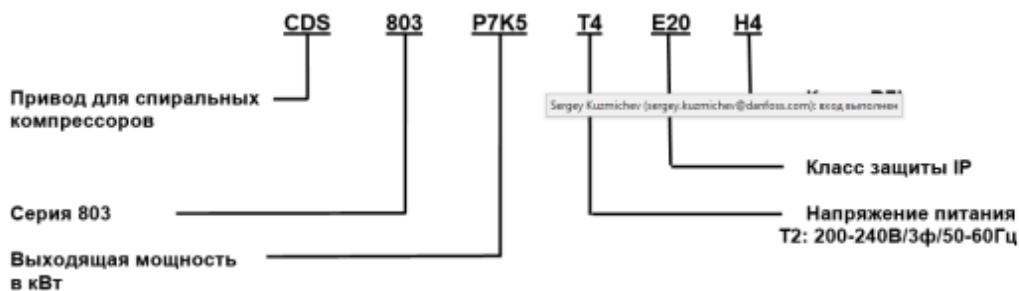 CDS 803 P7K5 T4 E20 H4
Привод для спиральных
компрессоров
Sergey Kuzmichev (sergey.kuzmichev@danfoss.com): вход выполнен
Класс защиты IP
Серия 803
Напряжение питания
T2: 200-240В/3ф/50-60Гц
Выходящая мощность
в кВт